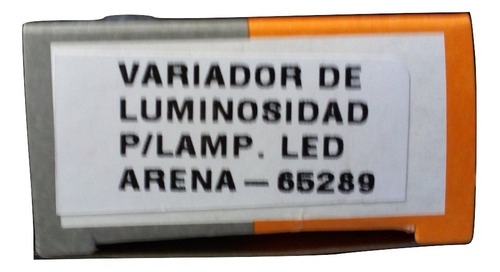 VARIADOR DE
LUMINOSIDAD
P/LAMP. LED
ARENA – 65289